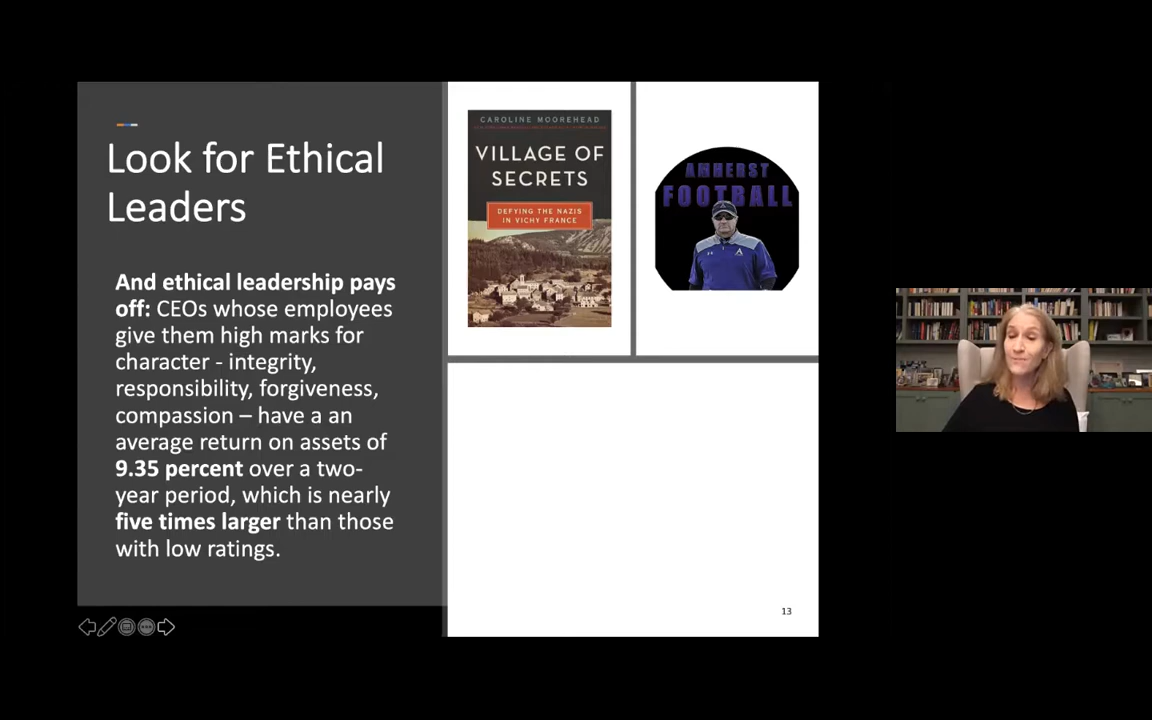 Look for Ethical
Leaders
And ethical leadership pays
off: CEOs whose employees
give them high marks for
character - integrity,
responsibility, forgiveness,
compassion – have a an
average return on assets of
9.35 percent over a two-
year period, which is nearly
five times larger than those
with low ratings.
CAROLINE MOOREHEAD
VILLAGE OF
SECRETS
DEFYING THE NAZIS
IN VICHY FRANCE
AMHERST
FOOTBALL
A
13